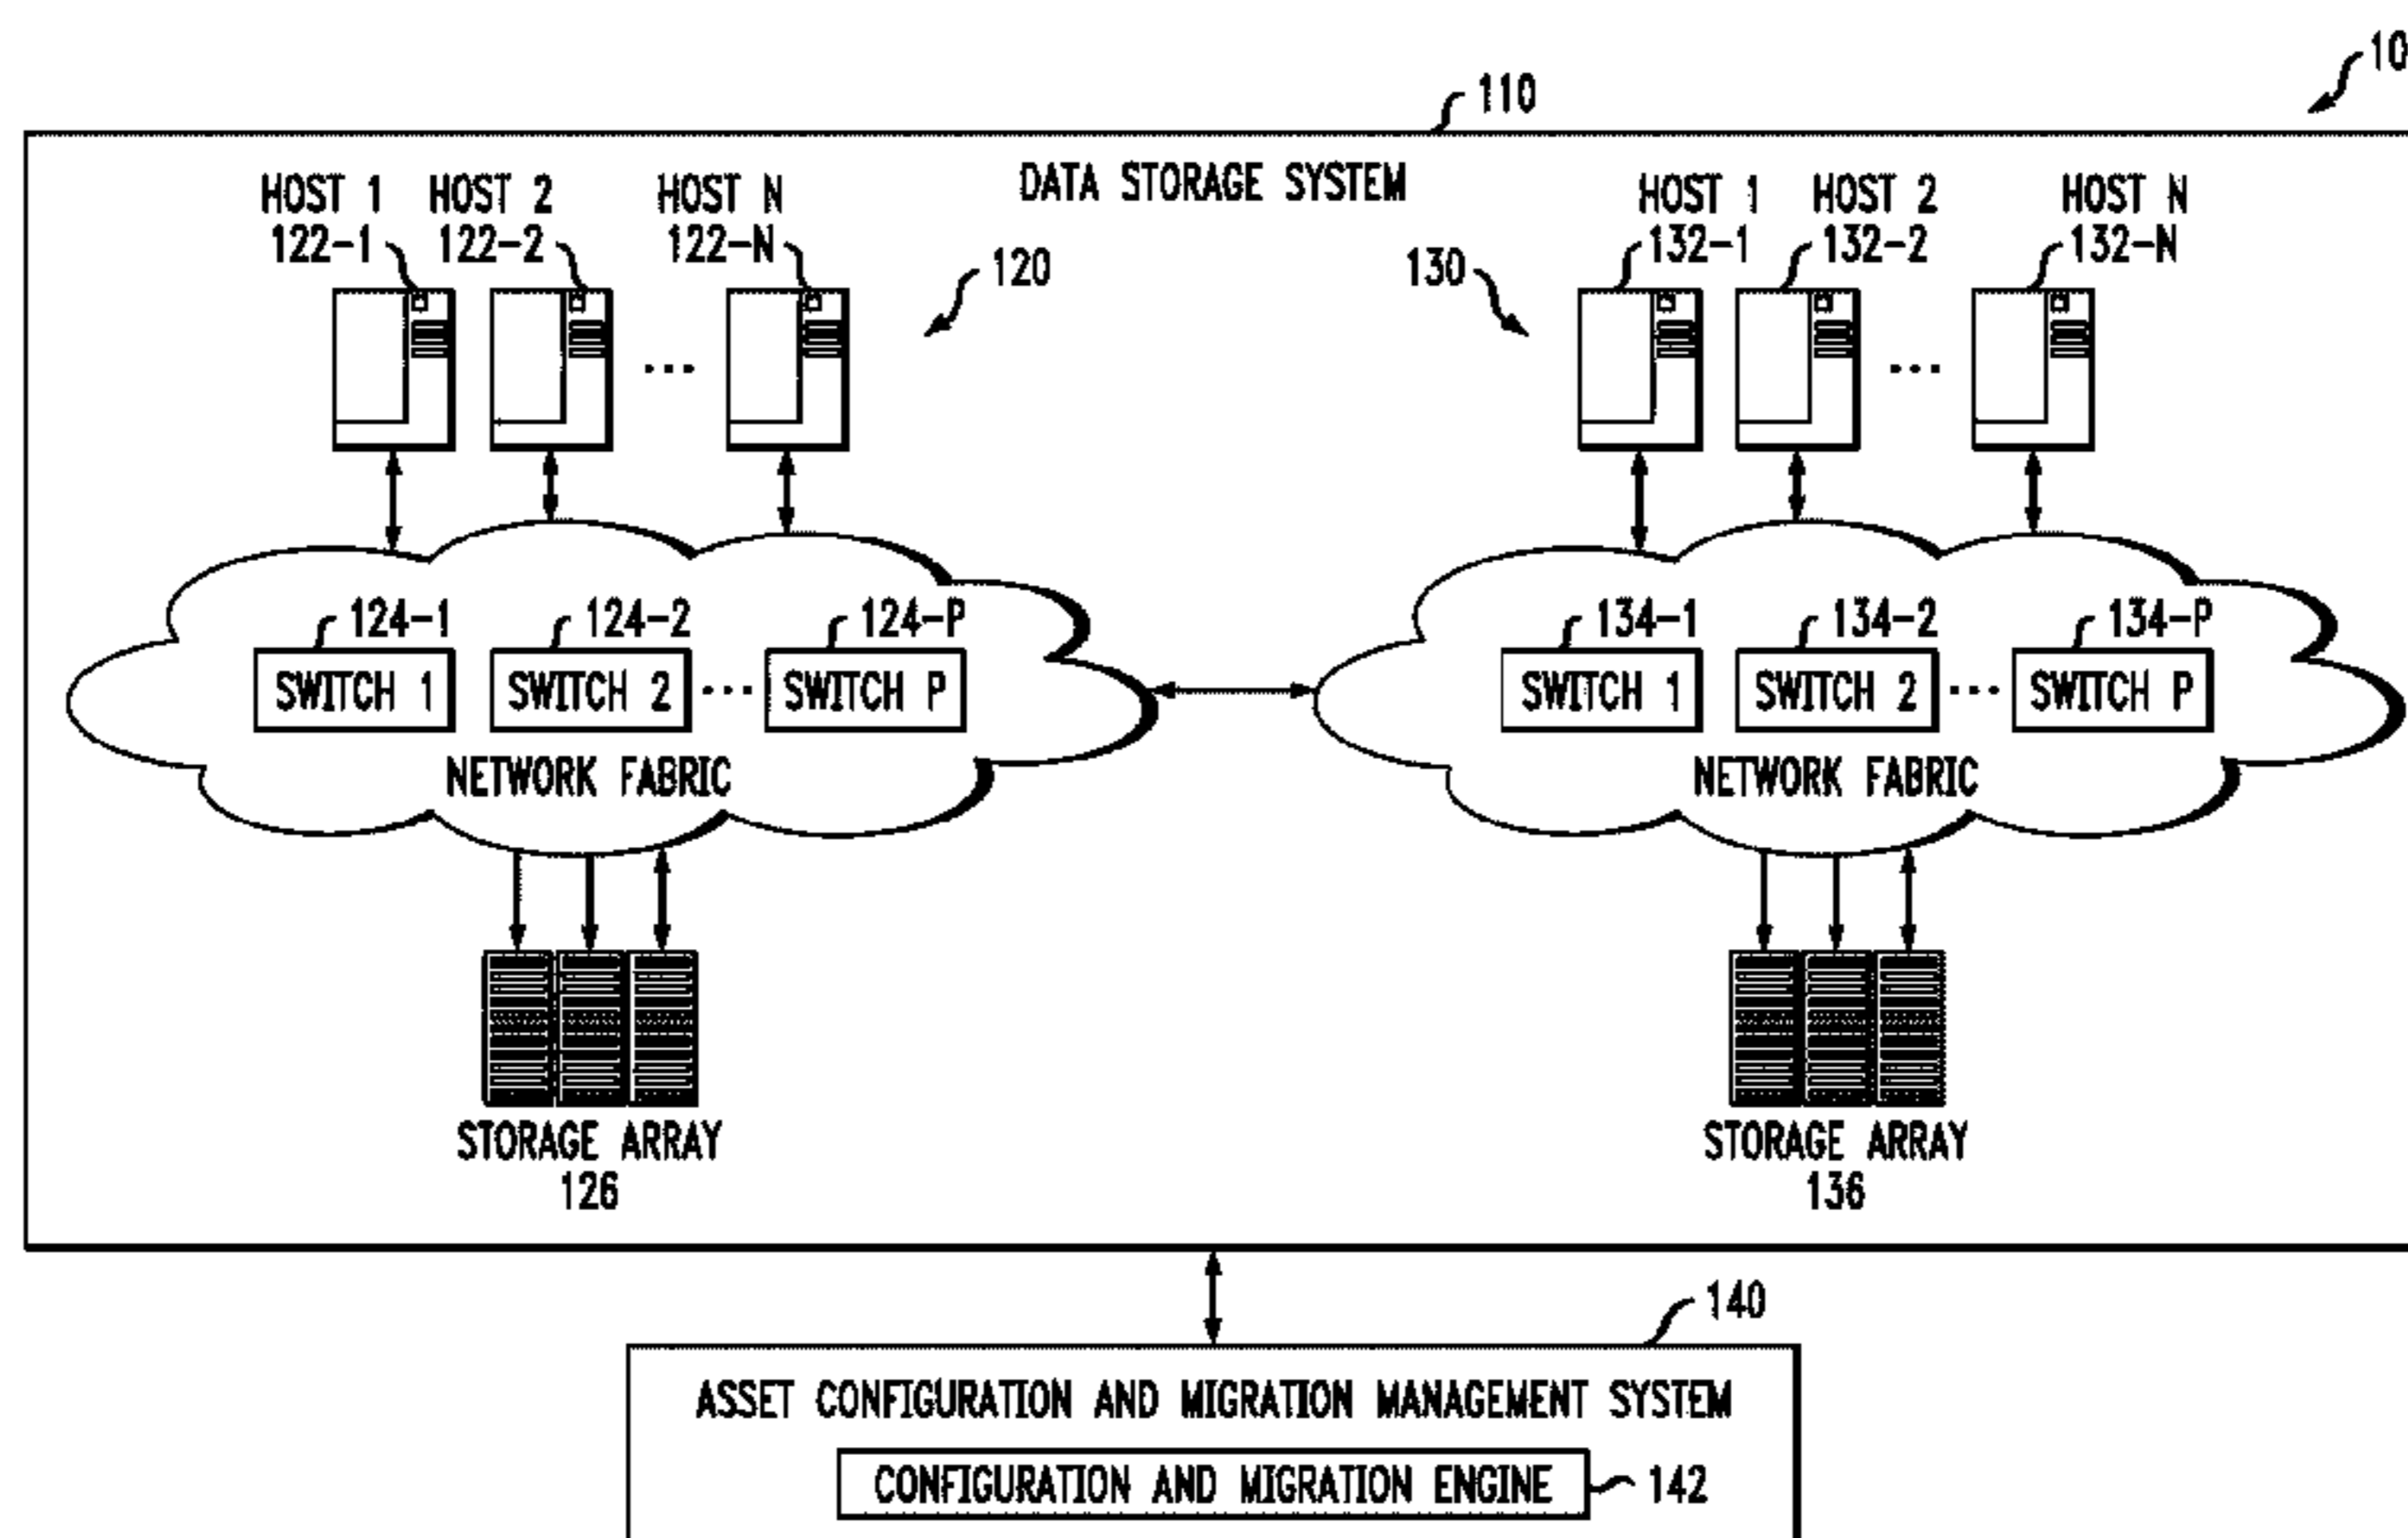 10
110
DATA STORAGE SYSTEM
HOST 1 HOST 2 HOST N
122-1 122-2 122-N
120
HOST 1 HOST 2 HOST N
130 132-1 132-2 132-N
...
...
124-1 124-2 124-P
SWITCH 1 SWITCH 2 ... SWITCH P
NETWORK FABRIC
134-1 134-2 134-P
SWITCH 1 SWITCH 2 ... SWITCH P
NETWORK FABRIC
STORAGE ARRAY
126
STORAGE ARRAY
136
140
ASSET CONFIGURATION AND MIGRATION MANAGEMENT SYSTEM
CONFIGURATION AND MIGRATION ENGINE 142